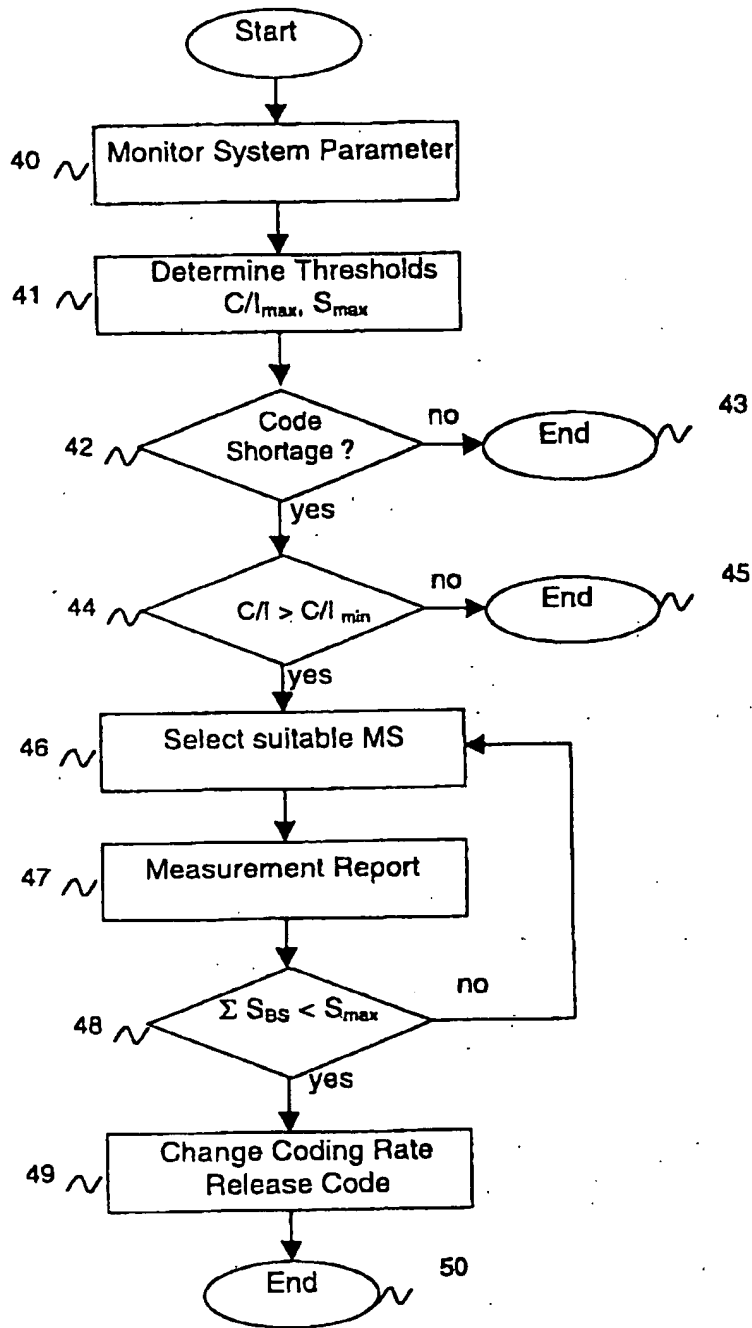 Start
40
Monitor System Parameter
41
Determine Thresholds
C/Imax, Smax
42
Code
Shortage ?
no
End
43
yes
44
C/I > C/I min
no
End
45
yes
46
Select suitable MS
47
Measurement Report
48
Σ SBS < Smax
no
yes
49
Change Coding Rate
Release Code
End
50